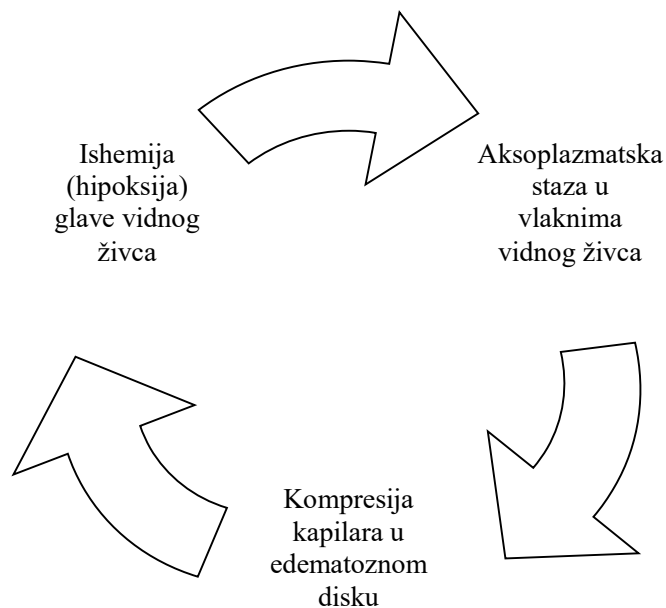 Ishemija
(hipoksija)
glave vidnog
živca
Aksoplazmatska
staza u
vlaknima
vidnog živca
Kompresija
kapilara u
edematoznom
disku